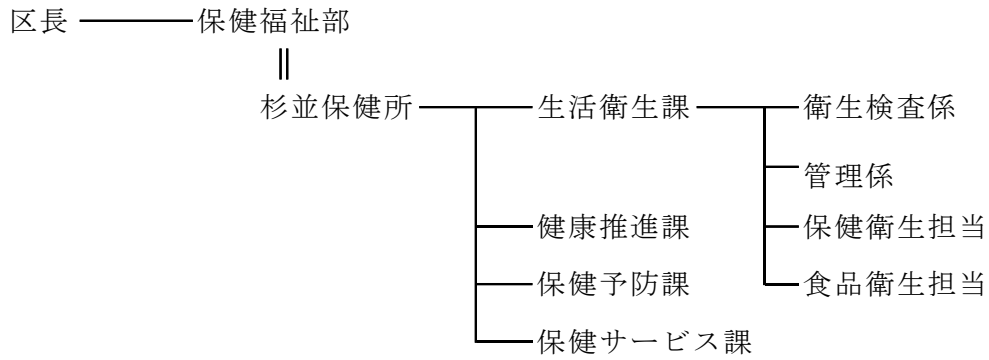 区長 保健福祉部
杉並保健所 生活衛生課 衛生検査係
管理係
健康推進課 保健衛生担当
保健予防課 食品衛生担当
保健サービス課